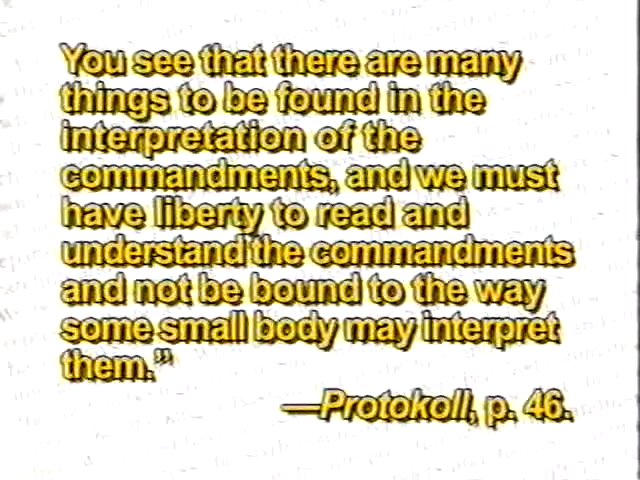 You see that there are many
things to be found in the
interpretation of the
commandments, and we must
have liberty to read and
understand the commandments
and not be bound to the way
some small body may interpret
them.”
—Protokoll, p. 46.